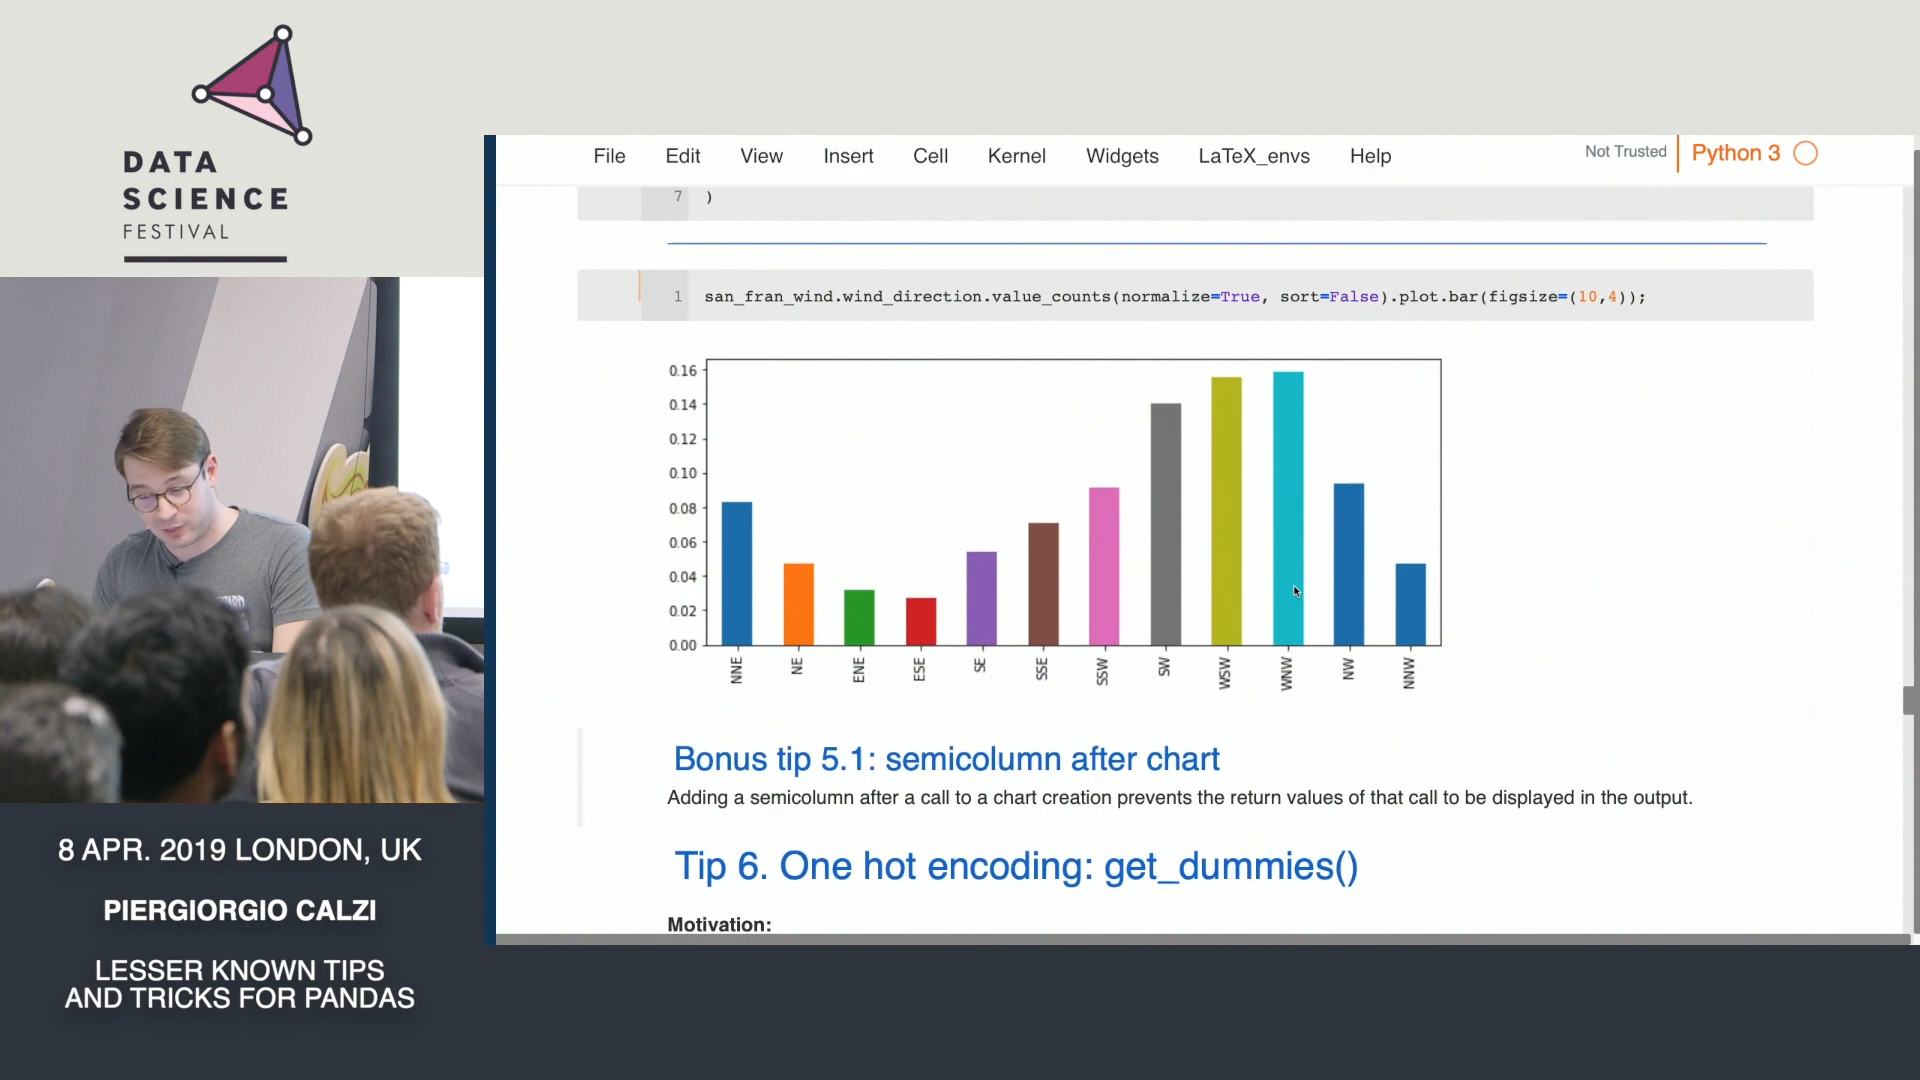 DATA
SCIENCE
FESTIVAL
8 APR. 2019 LONDON, UK
PIERGIORGIO CALZI
LESSER KNOWN TIPS
AND TRICKS FOR PANDAS
File Edit View Insert Cell Kernel Widgets LaTeX_envs Help Not Trusted Python 3
7 )
1 san_fran_wind.wind_direction.value_counts(normalize=True, sort=False).plot.bar(figsize=(10,4));
0.16
0.14
0.12
0.10
0.08
0.06
0.04
0.02
0.00
NNE NE ENE ESE SE SSE SSW SW WSW WNW NW NNW
Bonus tip 5.1: semicolumn after chart
Adding a semicolumn after a call to a chart creation prevents the return values of that call to be displayed in the output.
Tip 6. One hot encoding: get_dummies()
Motivation: